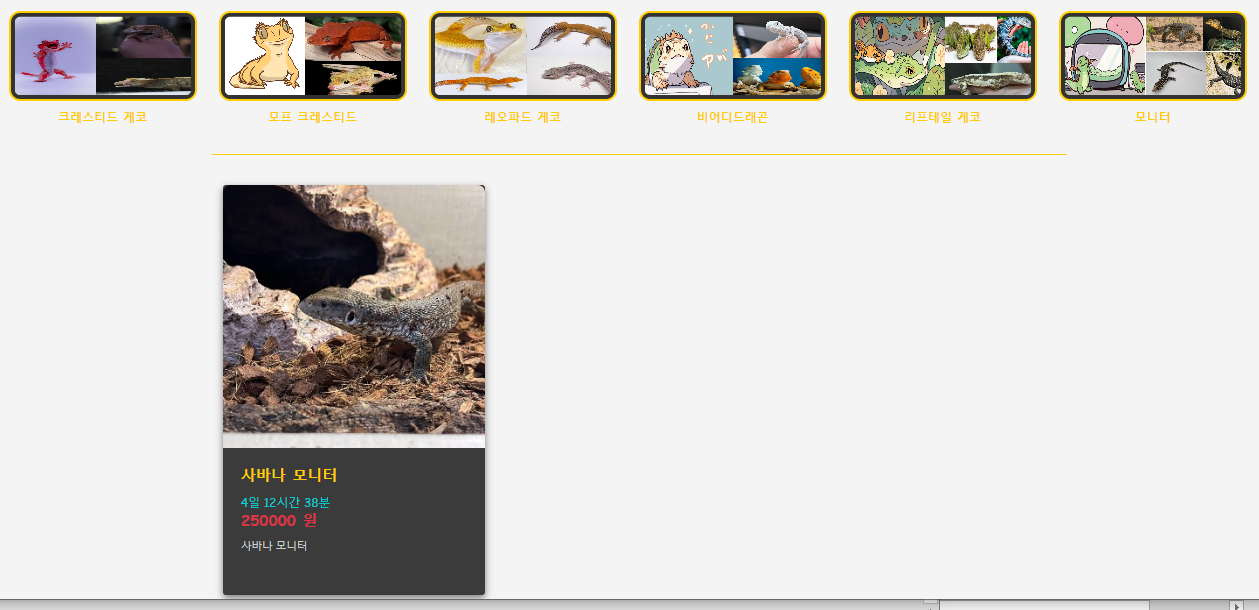 크레스티드 게코
모프 크레스티드
레오파드 게코
비어디드래곤
리프테일 게코
모니터
사바나 모니터
4일 12시간 38분
250000 원
사바나 모니터